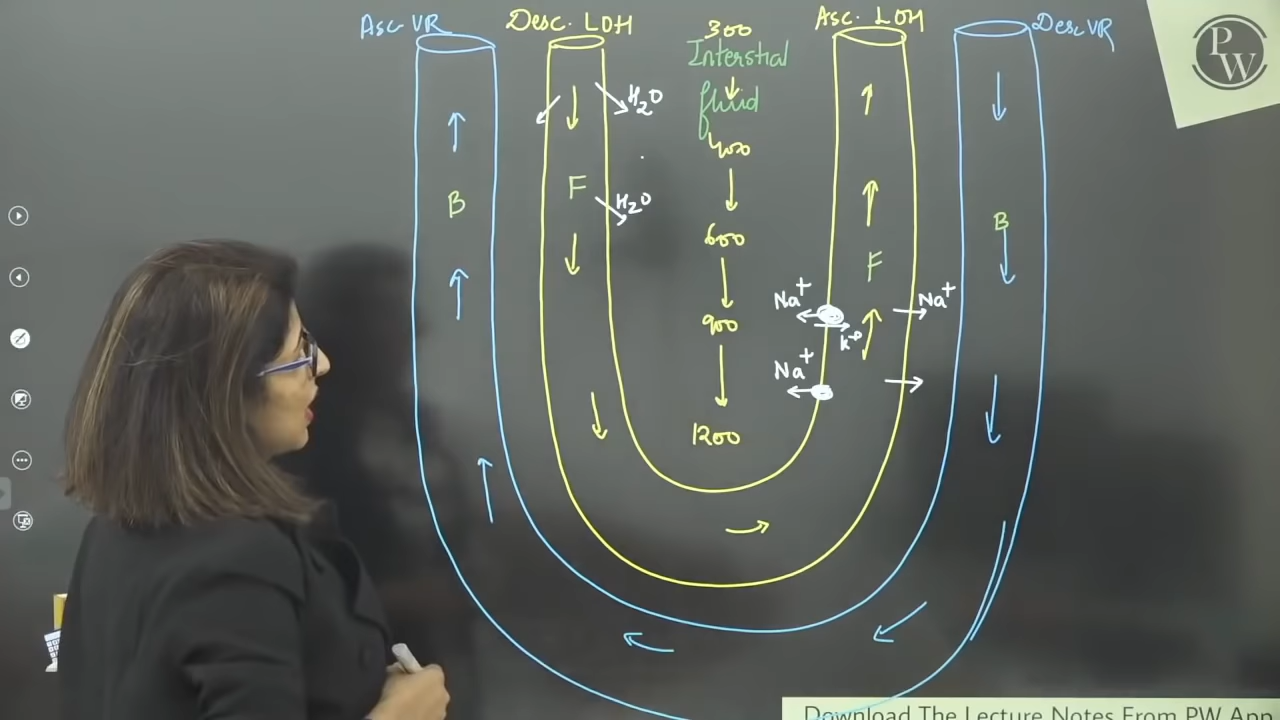 Asc VR
Desc. LOH
300
Asc. LOH
Desc VR
PW
Interstial
fluid
H2O
400
F
H2O
B
600
B
F
Na+
Na+
900
K+
Na+
1200
Download The Lecture Notes From PW App